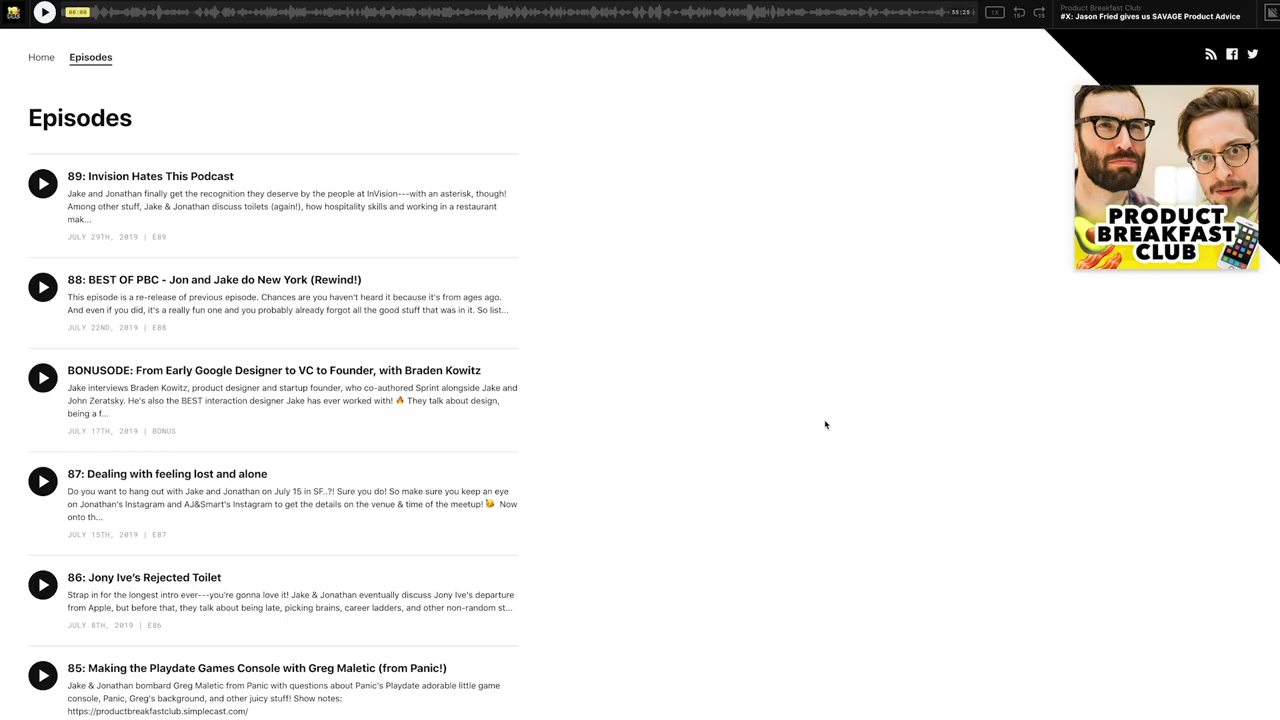 PBC
00:00
55:25
1X
15
15
Product Breakfast Club
#X: Jason Fried gives us SAVAGE Product Advice
Home
Episodes
Episodes
89: Invision Hates This Podcast
Jake and Jonathan finally get the recognition they deserve by the people at InVision---with an asterisk, though!
Among other stuff, Jake & Jonathan discuss toilets (again!), how hospitality skills and working in a restaurant
mak...
JULY 29TH, 2019 | E89
88: BEST OF PBC - Jon and Jake do New York (Rewind!)
This episode is a re-release of previous episode. Chances are you haven't heard it because it's from ages ago.
And even if you did, it's a really fun one and you probably already forgot all the good stuff that was in it. So list...
JULY 22ND, 2019 | E88
BONUSODE: From Early Google Designer to VC to Founder, with Braden Kowitz
Jake interviews Braden Kowitz, product designer and startup founder, who co-authored Sprint alongside Jake and
John Zeratsky. He's also the BEST interaction designer Jake has ever worked with! 🔥 They talk about design,
being a f...
JULY 17TH, 2019 | BONUS
87: Dealing with feeling lost and alone
Do you want to hang out with Jake and Jonathan on July 15 in SF..?! Sure you do! So make sure you keep an eye
on Jonathan's Instagram and AJ&Smart's Instagram to get the details on the venue & time of the meetup! Now
onto th...
JULY 15TH, 2019 | E87
86: Jony Ive's Rejected Toilet
Strap in for the longest intro ever---you're gonna love it! Jake & Jonathan eventually discuss Jony Ive's departure
from Apple, but before that, they talk about being late, picking brains, career ladders, and other non-random st...
JULY 8TH, 2019 | E86
85: Making the Playdate Games Console with Greg Maletic (from Panic!)
Jake & Jonathan bombard Greg Maletic from Panic with questions about Panic's Playdate adorable little game
console, Panic, Greg's background, and other juicy stuff! Show notes:
https://productbreakfastclub.simplecast.com/
PRODUCT
BREAKFAST
CLUB